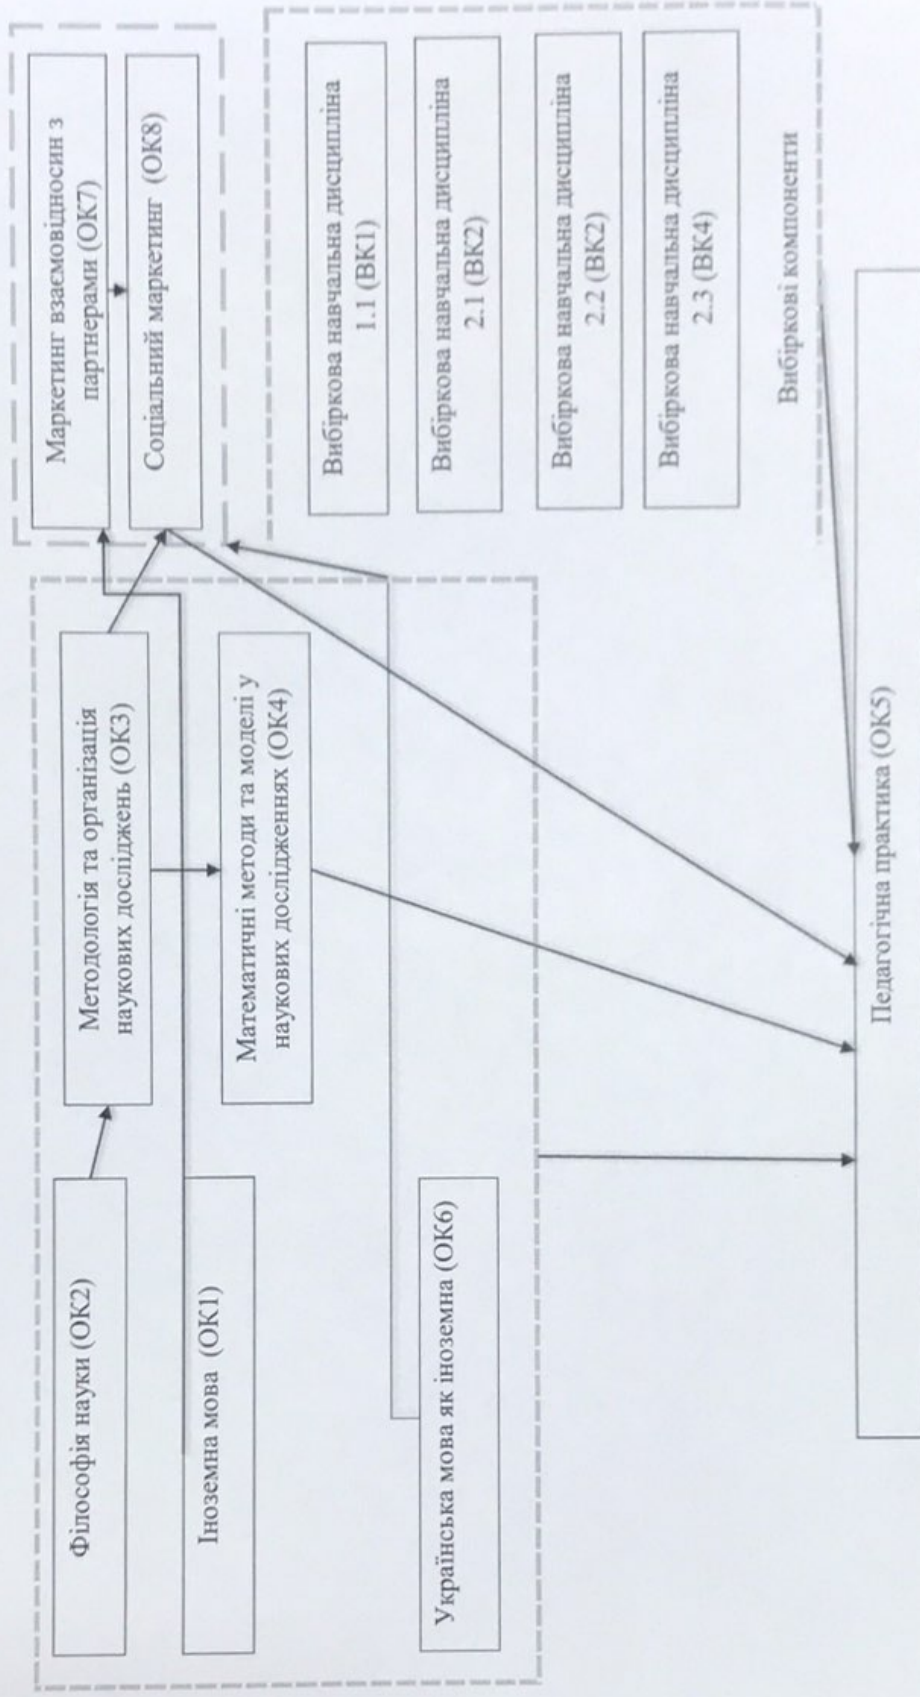 Філософія науки (ОК2)
Іноземна мова (ОК1)
Українська мова як іноземна (ОК6)
Методологія та організація
наукових досліджень (ОК3)
Математичні методи та моделі у
наукових дослідженнях (ОК4)
Маркетинг взаємовідносин з
партнерами (ОК7)
Соціальний маркетинг (ОК8)
Вибіркова навчальна дисципліна
1.1 (ВК1)
Вибіркова навчальна дисципліна
2.1 (ВК2)
Вибіркова навчальна дисципліна
2.2 (ВК2)
Вибіркова навчальна дисципліна
2.3 (ВК4)
Вибіркові компоненти
Педагогічна практика (ОК5)